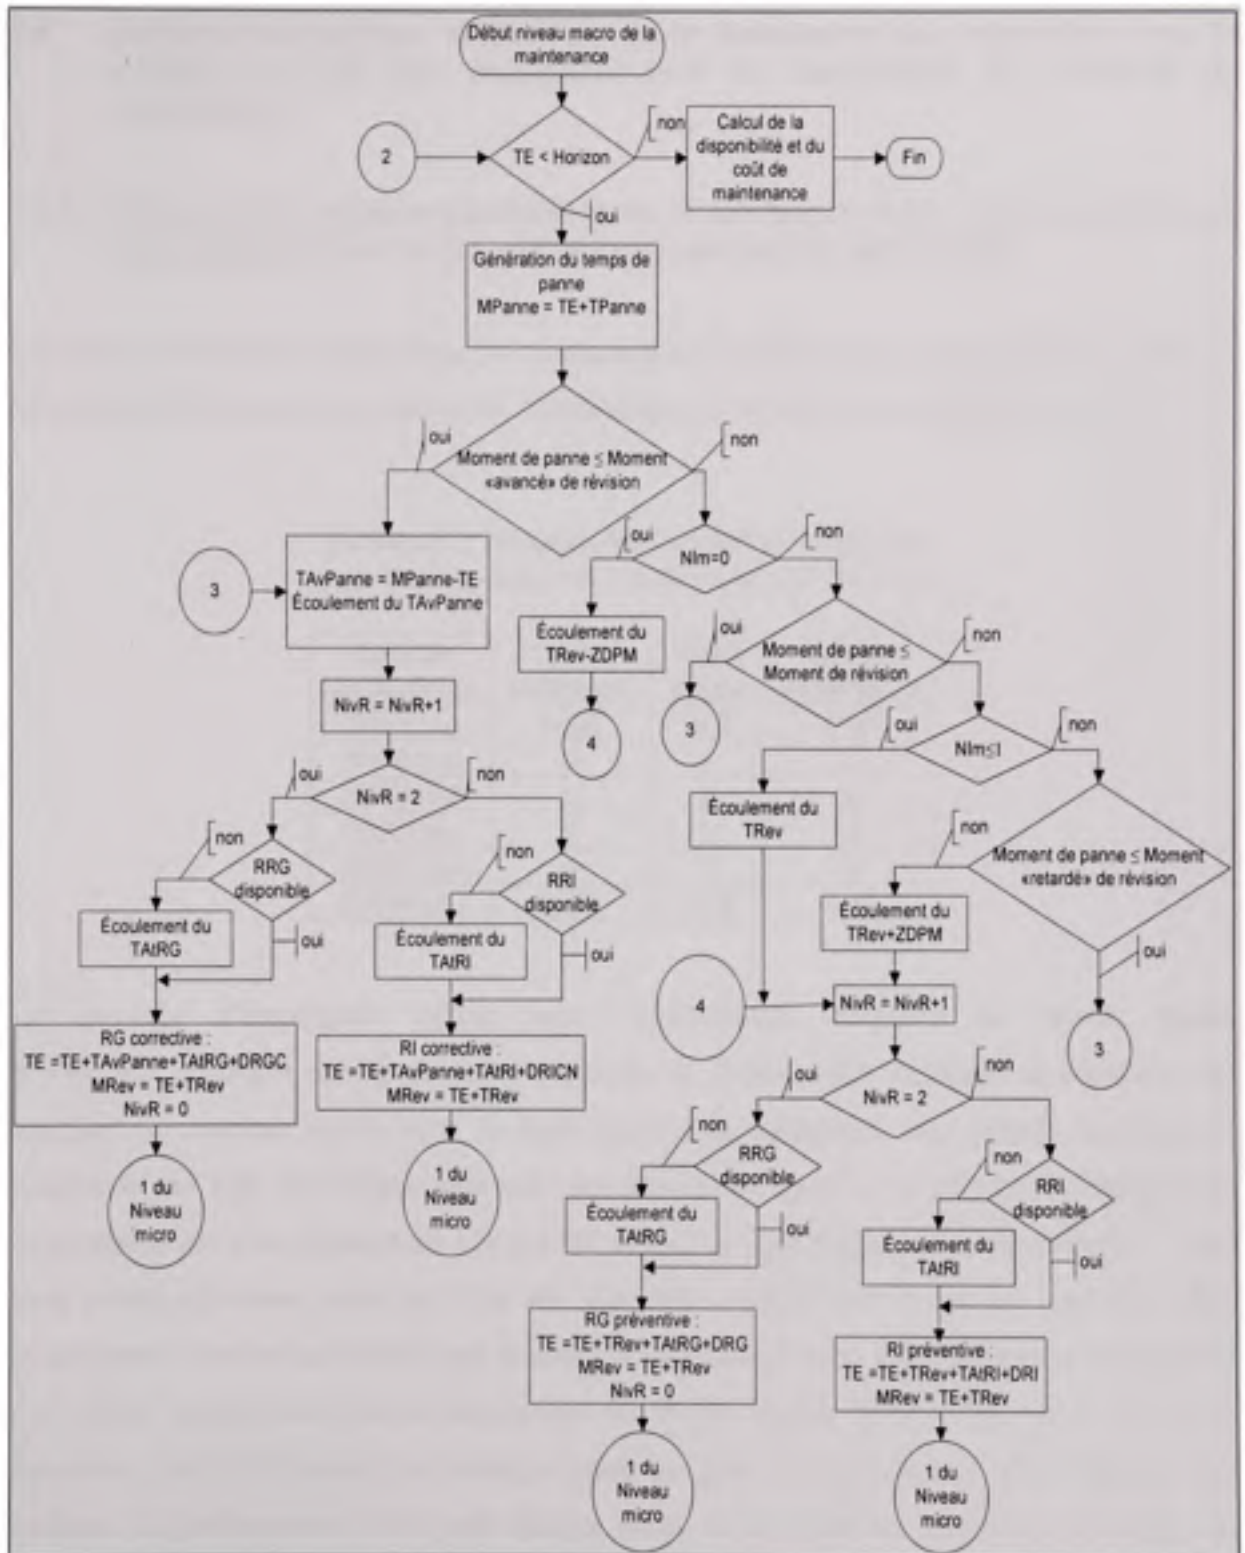 Début niveau macro de la
maintenance
2
TE < Horizon
non
Calcul de la
disponibilité et du
coût de
maintenance
Fin
oui
Génération du temps de
panne
MPanne = TE+TPanne
oui
Moment de panne ≤ Moment
«avancé» de révision
non
3
TAvPanne = MPanne-TE
Écoulement du TAvPanne
oui
NIm=0
non
Écoulement du
TRev-ZDPM
4
oui
Moment de panne ≤
Moment de révision
non
3
NivR = NivR+1
oui
NIm≤I
non
oui
NivR = 2
non
Écoulement du
TRev
non
Moment de panne ≤ Moment
«retardé» de révision
non
RRG
disponible
non
RRI
disponible
Écoulement du
TAtRG
oui
Écoulement du
TAtRI
oui
Écoulement du
TRev+ZDPM
oui
4
NivR = NivR+1
3
RG corrective :
TE =TE+TAvPanne+TAtRG+DRGC
MRev = TE+TRev
NivR = 0
RI corrective :
TE =TE+TAvPanne+TAtRI+DRICN
MRev = TE+TRev
oui
NivR = 2
non
1 du
Niveau
micro
1 du
Niveau
micro
non
RRG
disponible
non
RRI
disponible
Écoulement du
TAtRG
oui
Écoulement du
TAtRI
oui
RG préventive :
TE =TE+TRev+TAtRG+DRG
MRev = TE+TRev
NivR = 0
RI préventive :
TE =TE+TRev+TAtRI+DRI
MRev = TE+TRev
1 du
Niveau
micro
1 du
Niveau
micro